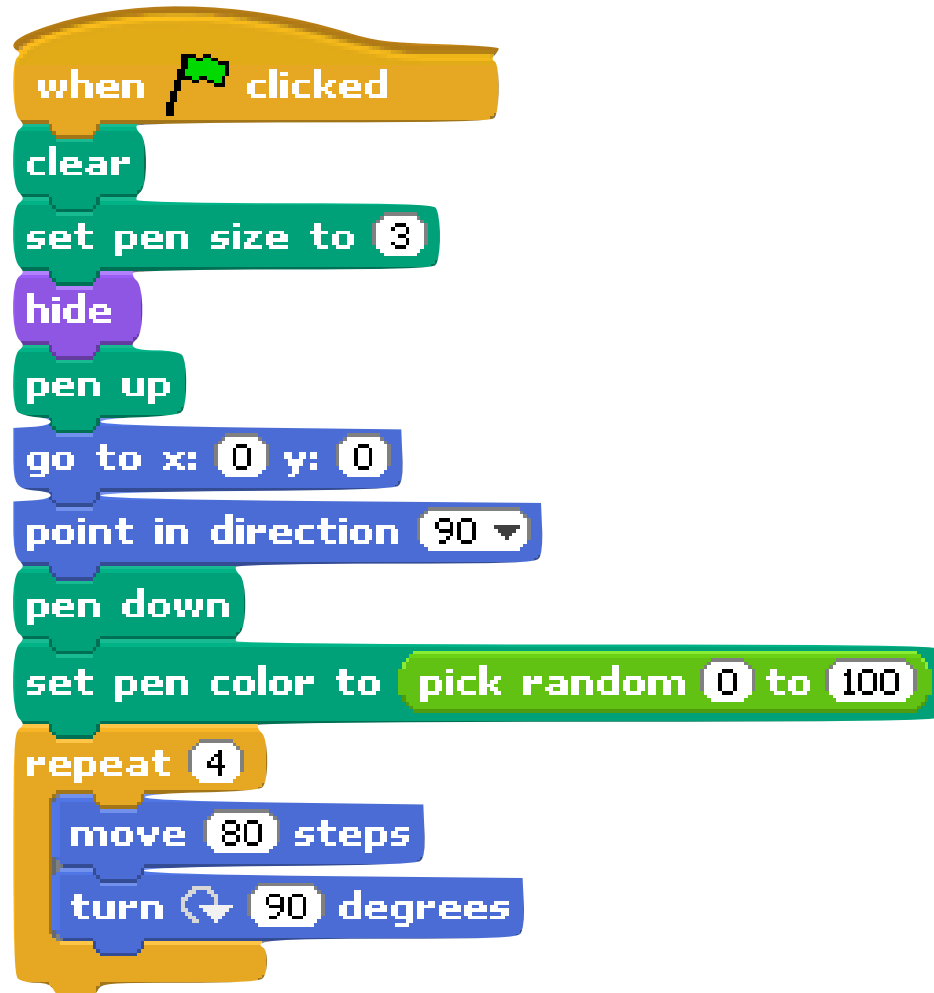 when clicked
clear
set pen size to 3
hide
pen up
go to x: 0 y: 0
point in direction 90
pen down
set pen color to pick random 0 to 100
repeat 4
move 80 steps
turn 90 degrees